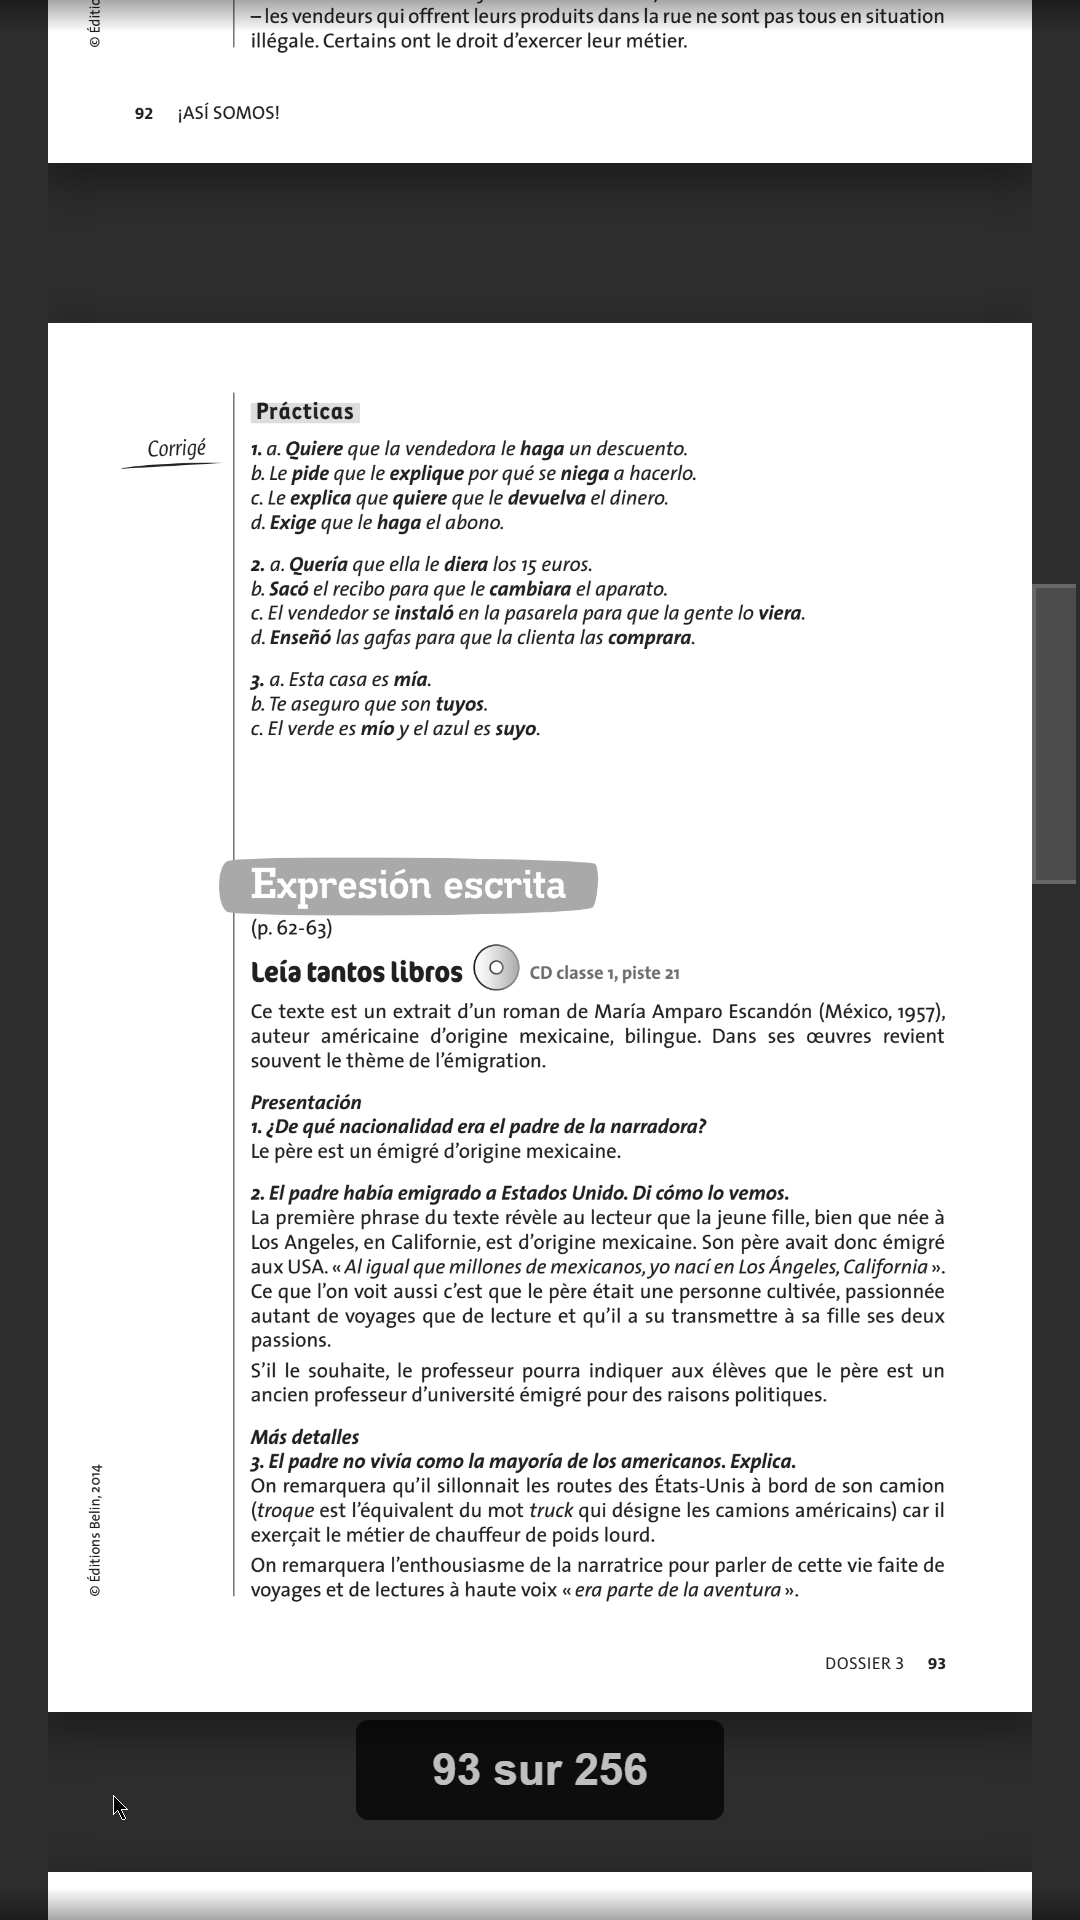 © Éditio
– les vendeurs qui offrent leurs produits dans la rue ne sont pas tous en situation
illégale. Certains ont le droit d’exercer leur métier.
92 ¡ASÍ SOMOS!
Prácticas
Corrigé
1. a. Quiere que la vendedora le haga un descuento.
b. Le pide que le explique por qué se niega a hacerlo.
c. Le explica que quiere que le devuelva el dinero.
d. Exige que le haga el abono.
2. a. Quería que ella le diera los 15 euros.
b. Sacó el recibo para que le cambiara el aparato.
c. El vendedor se instaló en la pasarela para que la gente lo viera.
d. Enseñó las gafas para que la clienta las comprara.
3. a. Esta casa es mía.
b. Te aseguro que son tuyos.
c. El verde es mío y el azul es suyo.
Expresión escrita
(p. 62-63)
Leía tantos libros CD classe 1, piste 21
Ce texte est un extrait d’un roman de María Amparo Escandón (México, 1957),
auteur américaine d’origine mexicaine, bilingue. Dans ses œuvres revient
souvent le thème de l’émigration.
Presentación
1. ¿De qué nacionalidad era el padre de la narradora?
Le père est un émigré d’origine mexicaine.
2. El padre había emigrado a Estados Unido. Di cómo lo vemos.
La première phrase du texte révèle au lecteur que la jeune fille, bien que née à
Los Angeles, en Californie, est d’origine mexicaine. Son père avait donc émigré
aux USA. « Al igual que millones de mexicanos, yo nací en Los Ángeles, California ».
Ce que l’on voit aussi c’est que le père était une personne cultivée, passionnée
autant de voyages que de lecture et qu’il a su transmettre à sa fille ses deux
passions.
S’il le souhaite, le professeur pourra indiquer aux élèves que le père est un
ancien professeur d’université émigré pour des raisons politiques.
Más detalles
3. El padre no vivía como la mayoría de los americanos. Explica.
On remarquera qu’il sillonnait les routes des États-Unis à bord de son camion
(troque est l’équivalent du mot truck qui désigne les camions américains) car il
exerçait le métier de chauffeur de poids lourd.
On remarquera l’enthousiasme de la narratrice pour parler de cette vie faite de
voyages et de lectures à haute voix « era parte de la aventura ».
© Éditions Belin, 2014
DOSSIER 3 93
93 sur 256